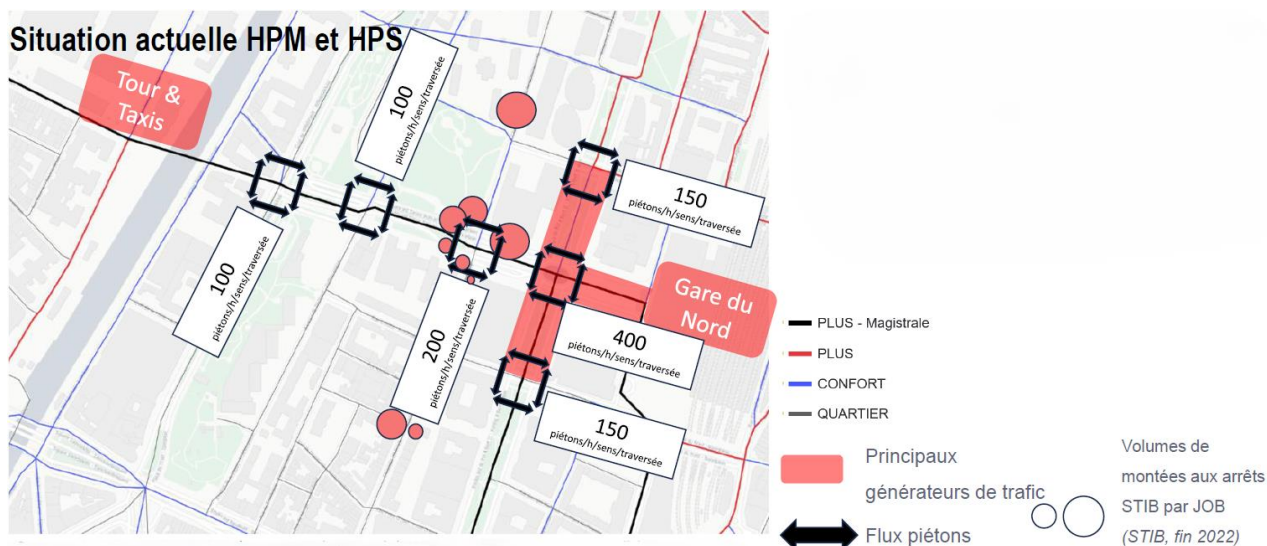 Situation actuelle HPM et HPS
Tour &
Taxis
100
piétons/h/sens/traversée
150
piétons/h/sens/traversée
100
piétons/h/sens/traversée
200
piétons/h/sens/traversée
Gare du
Nord
400
piétons/h/sens/traversée
150
piétons/h/sens/traversée
PLUS - Magistrale
PLUS
CONFORT
QUARTIER
Principaux
générateurs de trafic
Flux piétons
Volumes de
montées aux arrêts
STIB par JOB
(STIB, fin 2022)